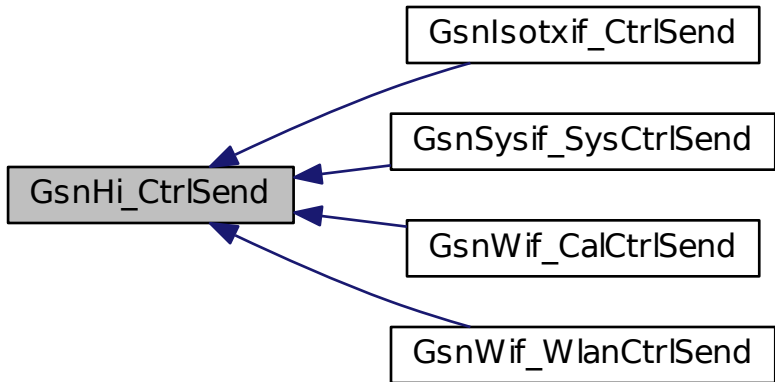 GsnIsotxif_CtrlSend
GsnSysif_SysCtrlSend
GsnHi_CtrlSend
GsnWif_CalCtrlSend
GsnWif_WlanCtrlSend